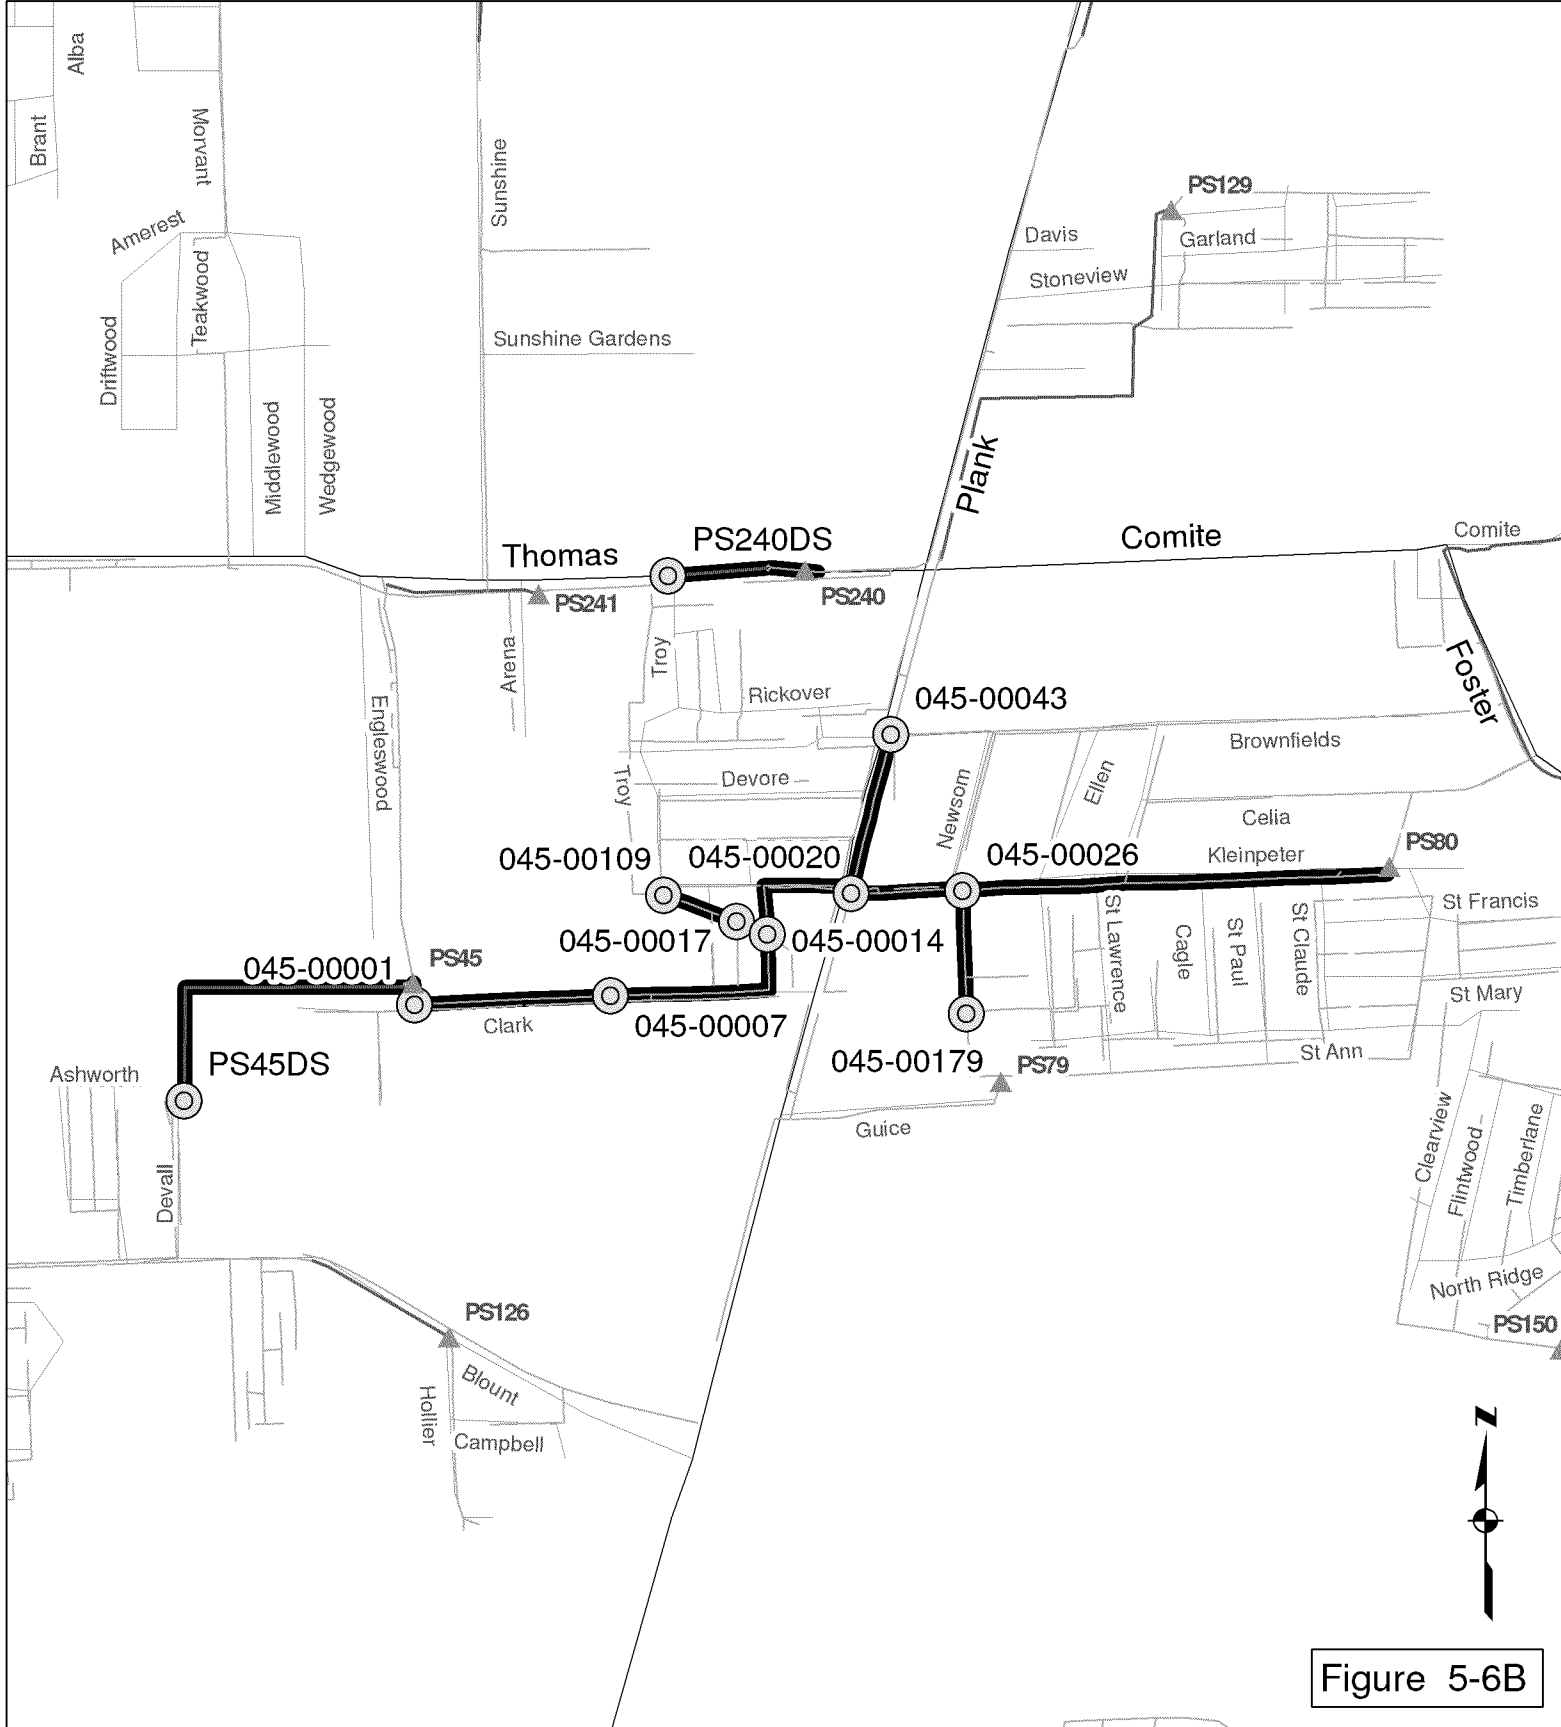 Alba
Brant
Morvant
Sunshine
Amerest
Teakwood
Driftwood
Middlewood
Wedgewood
Sunshine Gardens
PS129
Davis
Garland
Stoneview
Plank
Thomas
PS240DS
Comite
Comite
PS241
PS240
Arena
Troy
Rickover
045-00043
Foster
Engleswood
Troy
Devore
Newsom
Ellen
Brownfields
Celia
045-00109
045-00020
045-00026
Kleinpeter
PS80
045-00017
045-00014
St Lawrence
Cagle
St Paul
St Claude
St Francis
045-00001
PS45
Clark
045-00007
St Mary
045-00179
PS79
St Ann
PS45DS
Ashworth
Devall
Guice
Clearview
Flintwood
Timberlane
North Ridge
PS126
PS150
Blount
Hollier
Campbell
N
Figure 5-6B